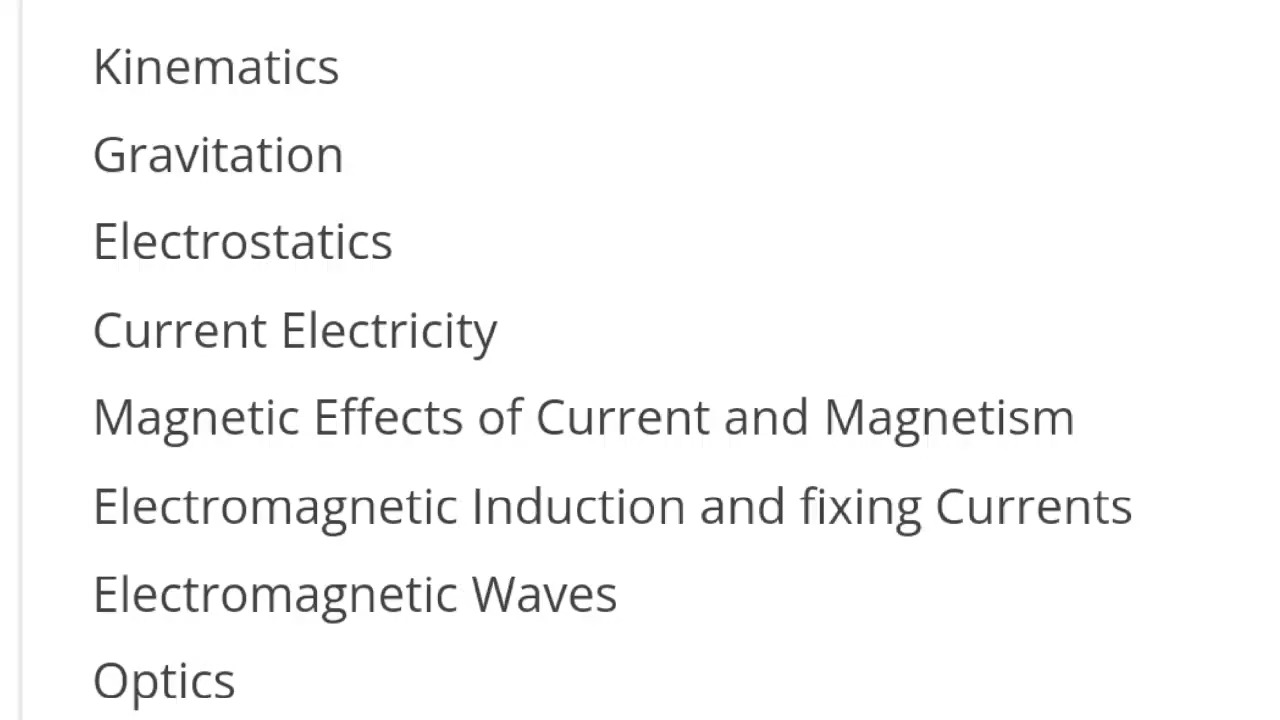 Kinematics
Gravitation
Electrostatics
Current Electricity
Magnetic Effects of Current and Magnetism
Electromagnetic Induction and fixing Currents
Electromagnetic Waves
Optics